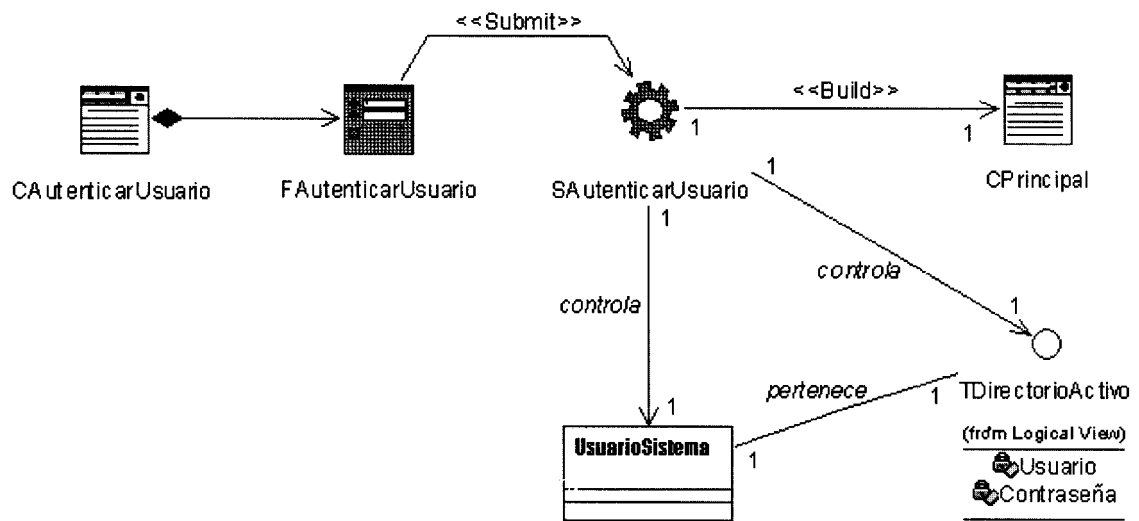 <<Submit>>
<<Build>>
1
1
CAutenticarUsuario
FAutenticarUsuario
SAutenticarUsuario
CPrincipal
1
1
controla
controla
1
pertenece
1
TDirectorioActivo
1
UsuarioSistema
1
(from Logical View)
Usuario
Contraseña